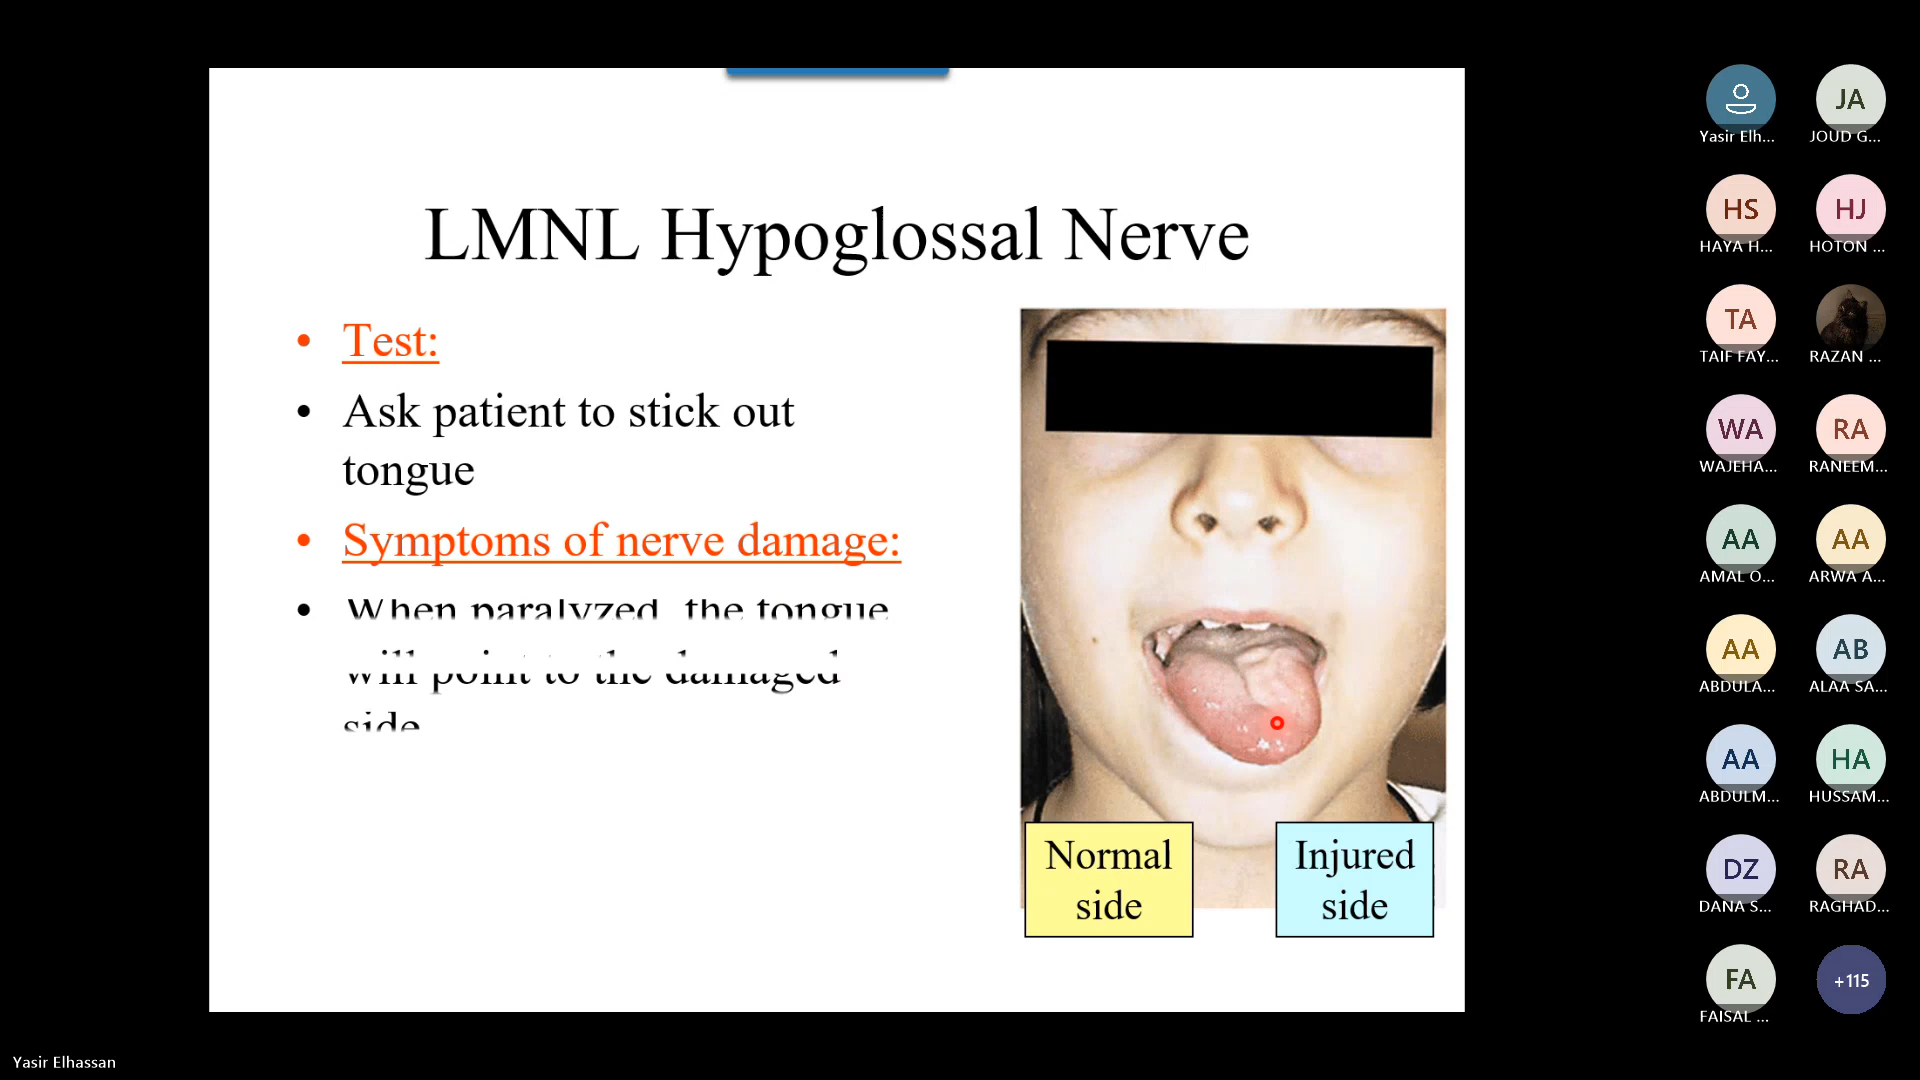 LMNL Hypoglossal Nerve
• Test:
• Ask patient to stick out
tongue
• Symptoms of nerve damage:
• When paralyzed, the tongue
will point to the damaged
side
Normal
side
Injured
side
Yasir Elh...
JA
JOUD G...
HS
HAYA H...
HJ
HOTON ...
TA
TAIF FAY...
RAZAN ...
WA
WAJEHA...
RA
RANEEM...
AA
AMAL O...
AA
ARWA A...
AA
ABDULA...
AB
ALAA SA...
AA
ABDULM...
HA
HUSSAM...
DZ
DANA S...
RA
RAGHAD...
FA
FAISAL ...
+115
Yasir Elhassan